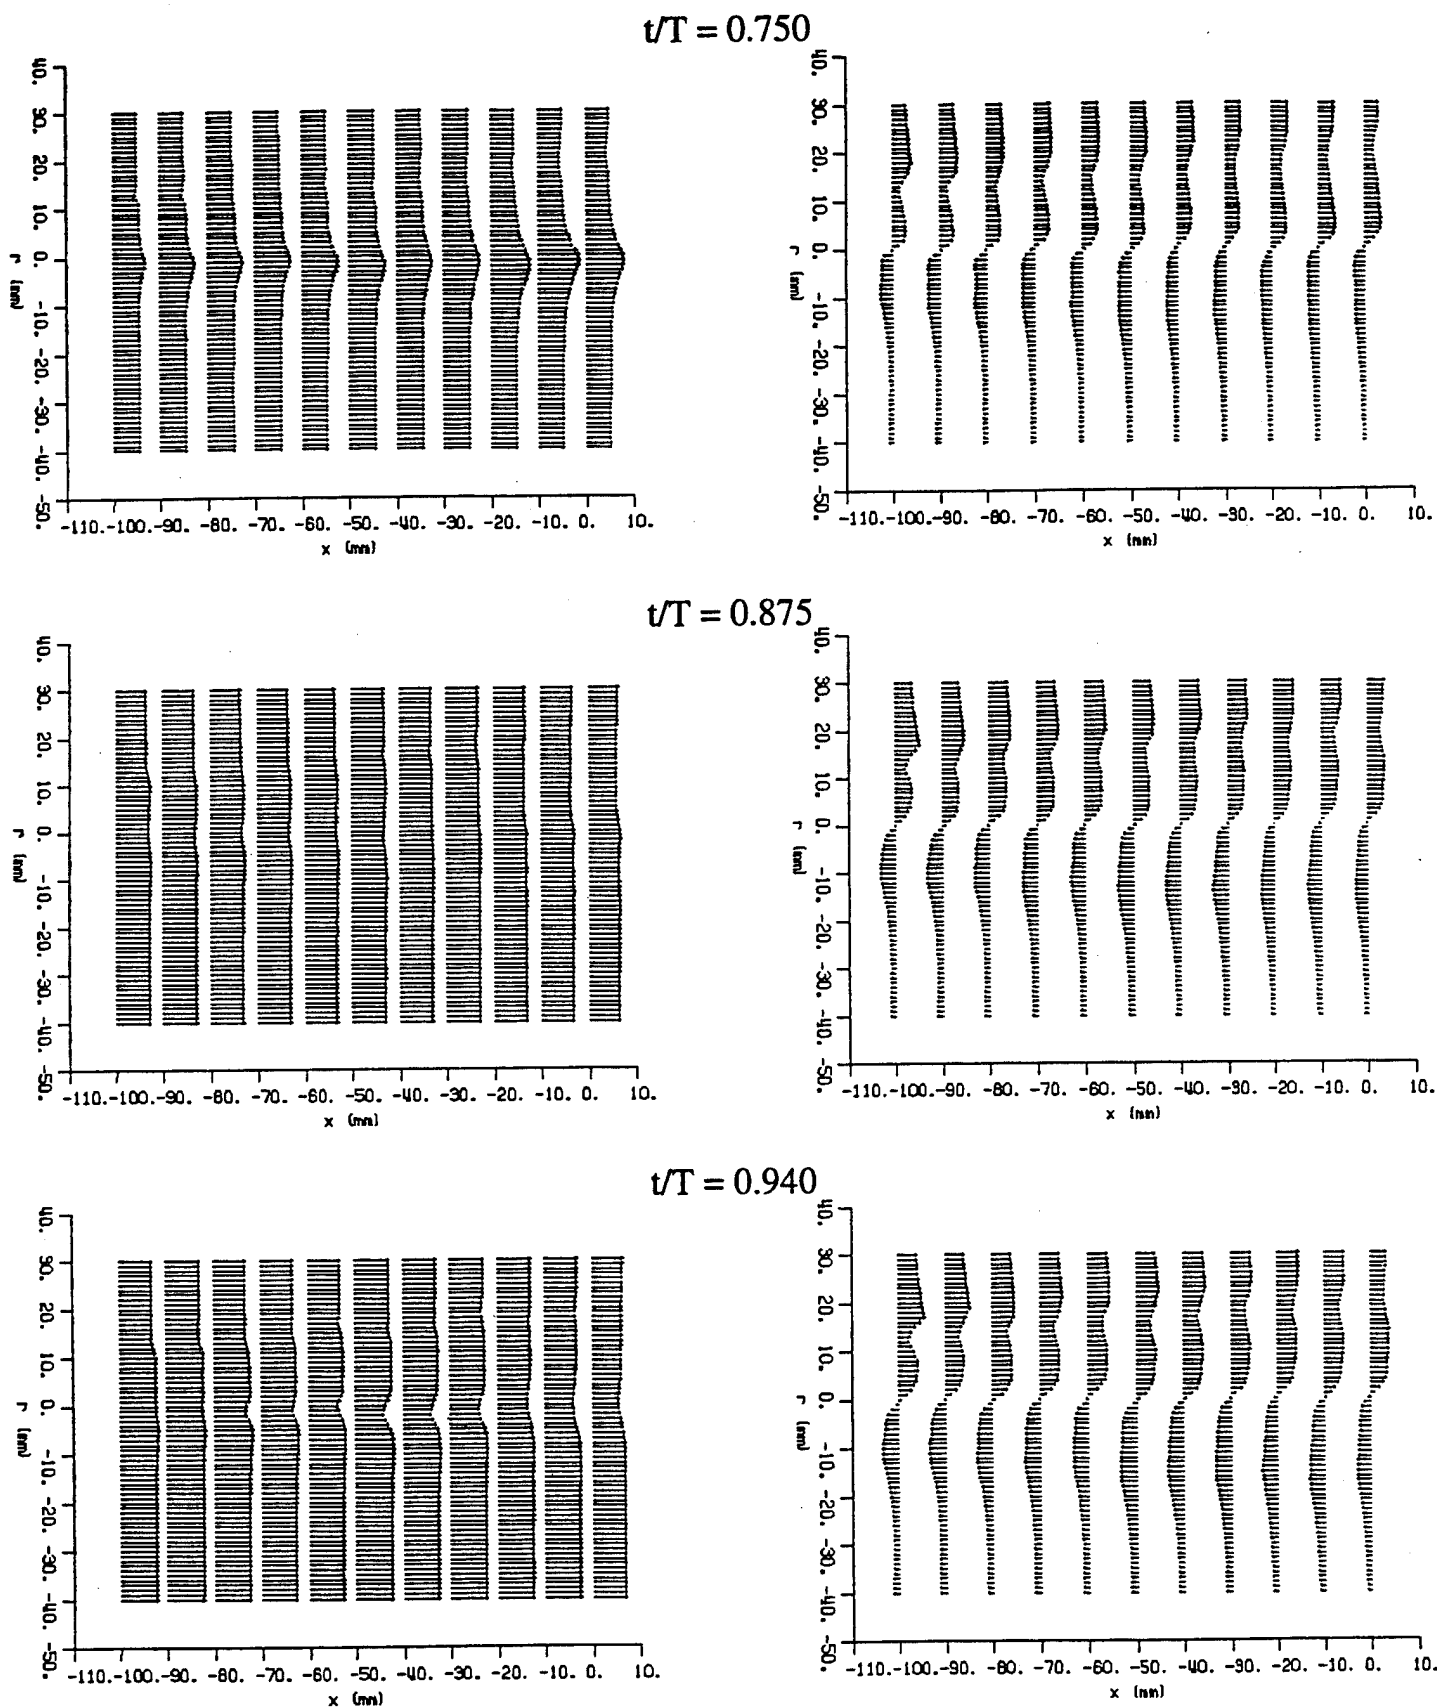 t/T = 0.750
40. 30. 20. 10. 0. -10. -20. -30. -40. -50.
r (mm)
-110. -100. -90. -80. -70. -60. -50. -40. -30. -20. -10. 0. 10.
x (mm)
40. 30. 20. 10. 0. -10. -20. -30. -40. -50.
r (mm)
-110. -100. -90. -80. -70. -60. -50. -40. -30. -20. -10. 0. 10.
x (mm)
t/T = 0.875
40. 30. 20. 10. 0. -10. -20. -30. -40. -50.
r (mm)
-110. -100. -90. -80. -70. -60. -50. -40. -30. -20. -10. 0. 10.
x (mm)
40. 30. 20. 10. 0. -10. -20. -30. -40. -50.
r (mm)
-110. -100. -90. -80. -70. -60. -50. -40. -30. -20. -10. 0. 10.
x (mm)
t/T = 0.940
40. 30. 20. 10. 0. -10. -20. -30. -40. -50.
r (mm)
-110. -100. -90. -80. -70. -60. -50. -40. -30. -20. -10. 0. 10.
x (mm)
40. 30. 20. 10. 0. -10. -20. -30. -40. -50.
r (mm)
-110. -100. -90. -80. -70. -60. -50. -40. -30. -20. -10. 0. 10.
x (mm)